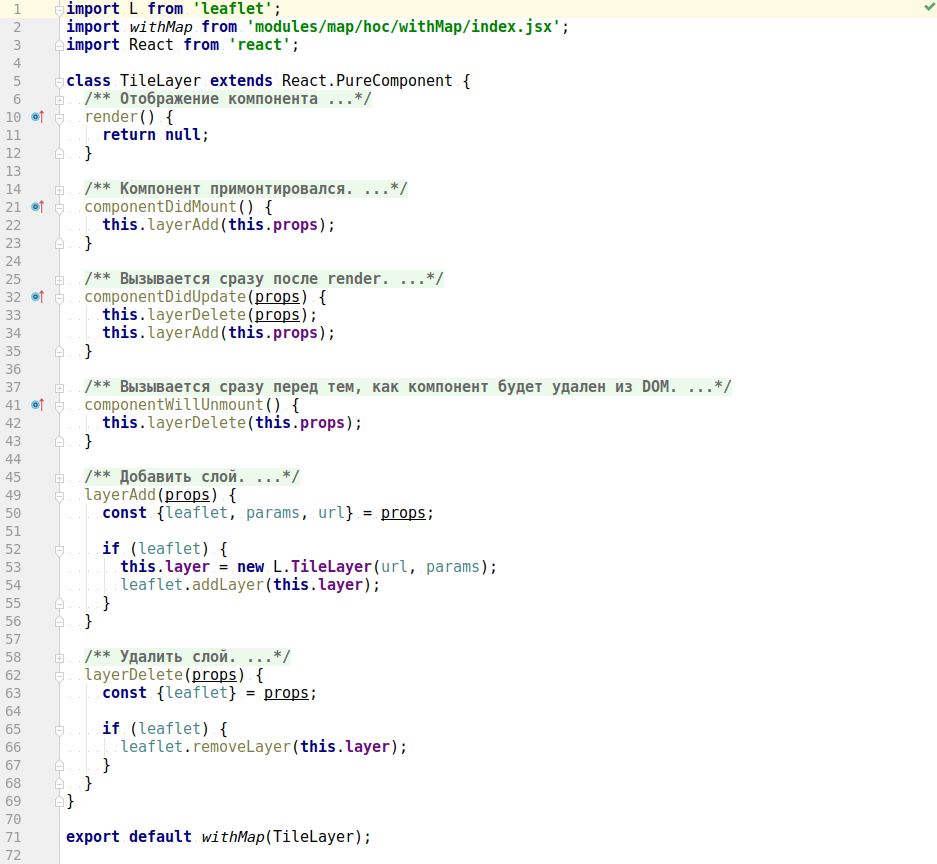 1 import L from 'leaflet';
2 import withMap from 'modules/map/hoc/withMap/index.jsx';
3 import React from 'react';
4
5 class TileLayer extends React.PureComponent {
6 /** Отображение компонента ...*/
10 render() {
11 return null;
12 }
13
14 /** Компонент примонтировался. ...*/
21 componentDidMount() {
22 this.layerAdd(this.props);
23 }
24
25 /** Вызывается сразу после render. ...*/
32 componentDidUpdate(props) {
33 this.layerDelete(props);
34 this.layerAdd(this.props);
35 }
36
37 /** Вызывается сразу перед тем, как компонент будет удален из DOM. ...*/
41 componentWillUnmount() {
42 this.layerDelete(this.props);
43 }
44
45 /** Добавить слой. ...*/
49 layerAdd(props) {
50 const {leaflet, params, url} = props;
51
52 if (leaflet) {
53 this.layer = new L.TileLayer(url, params);
54 leaflet.addLayer(this.layer);
55 }
56 }
57
58 /** Удалить слой. ...*/
62 layerDelete(props) {
63 const {leaflet} = props;
64
65 if (leaflet) {
66 leaflet.removeLayer(this.layer);
67 }
68 }
69 }
70
71 export default withMap(TileLayer);
72